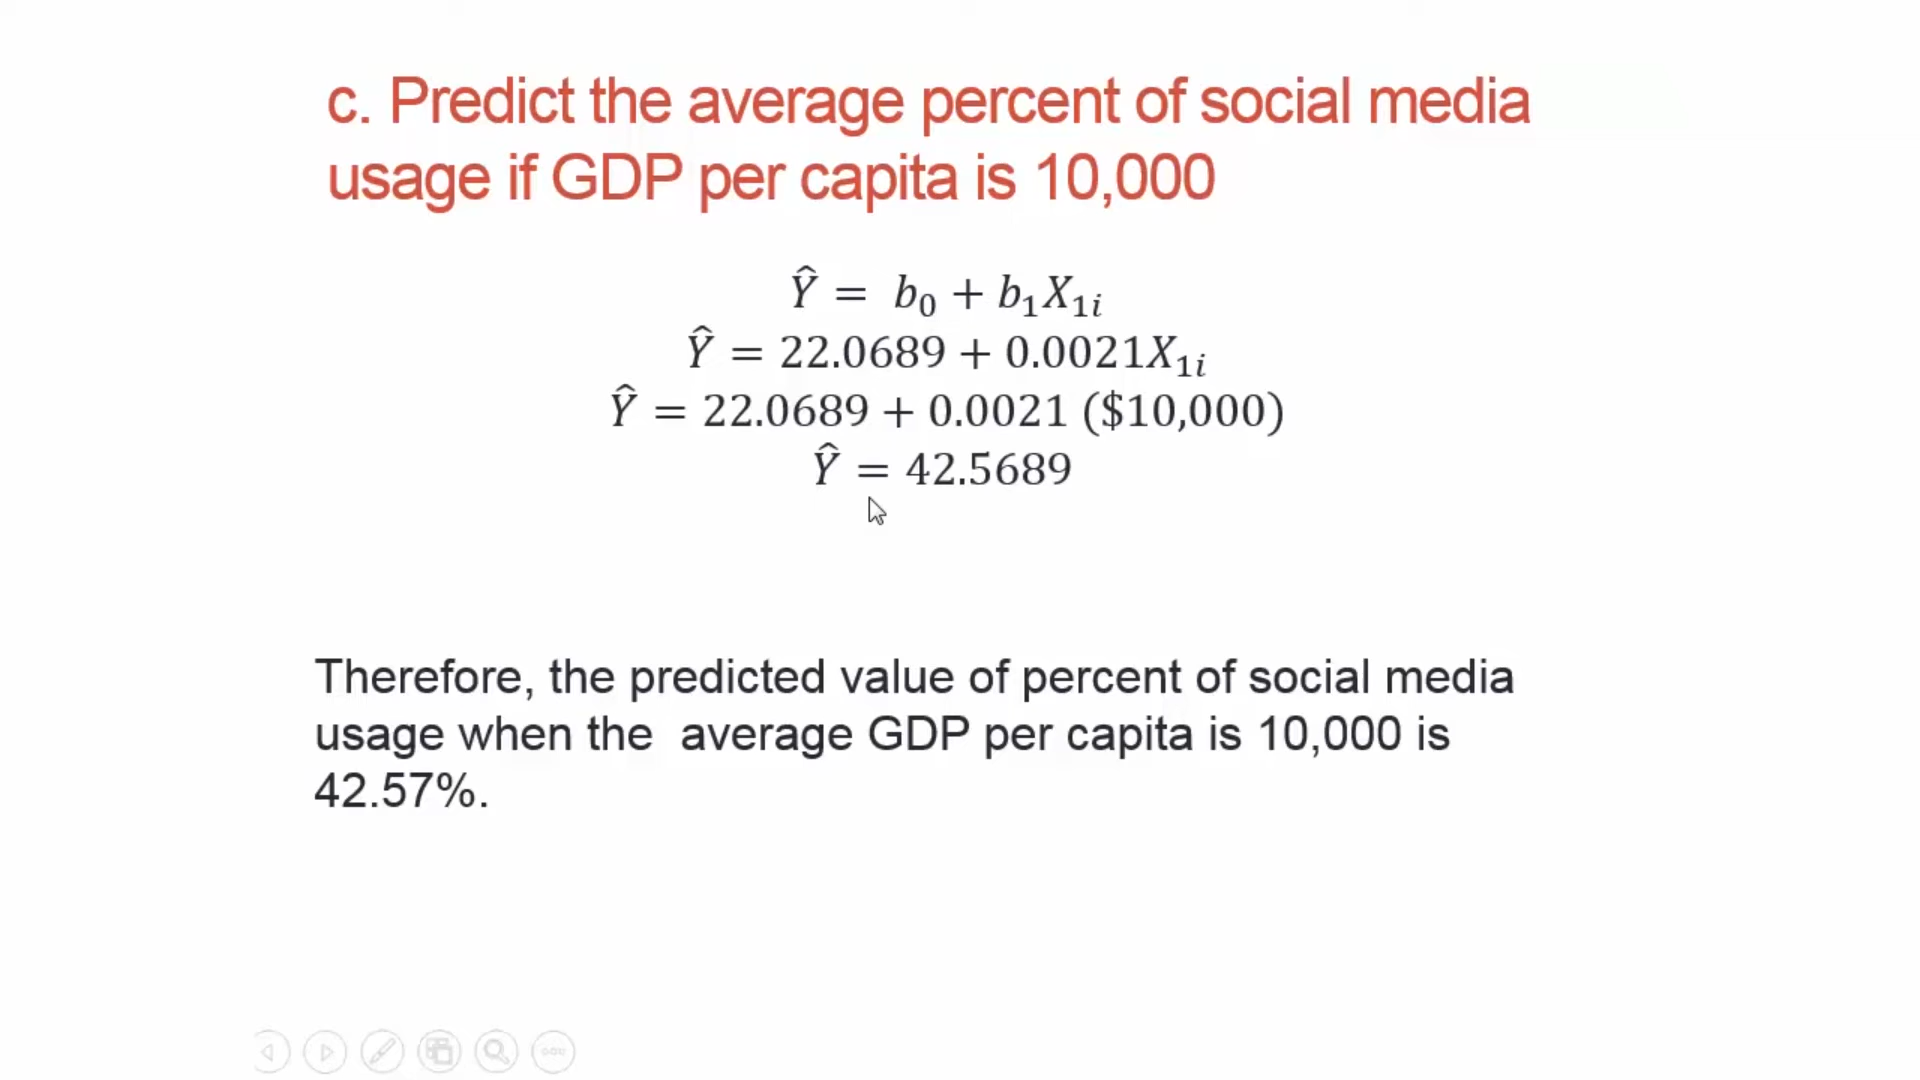 c. Predict the average percent of social media
usage if GDP per capita is 10,000
Ŷ = b₀ + b₁X₁ᵢ
Ŷ = 22.0689 + 0.0021X₁ᵢ
Ŷ = 22.0689 + 0.0021 ($10,000)
Ŷ = 42.5689
Therefore, the predicted value of percent of social media
usage when the average GDP per capita is 10,000 is
42.57%.